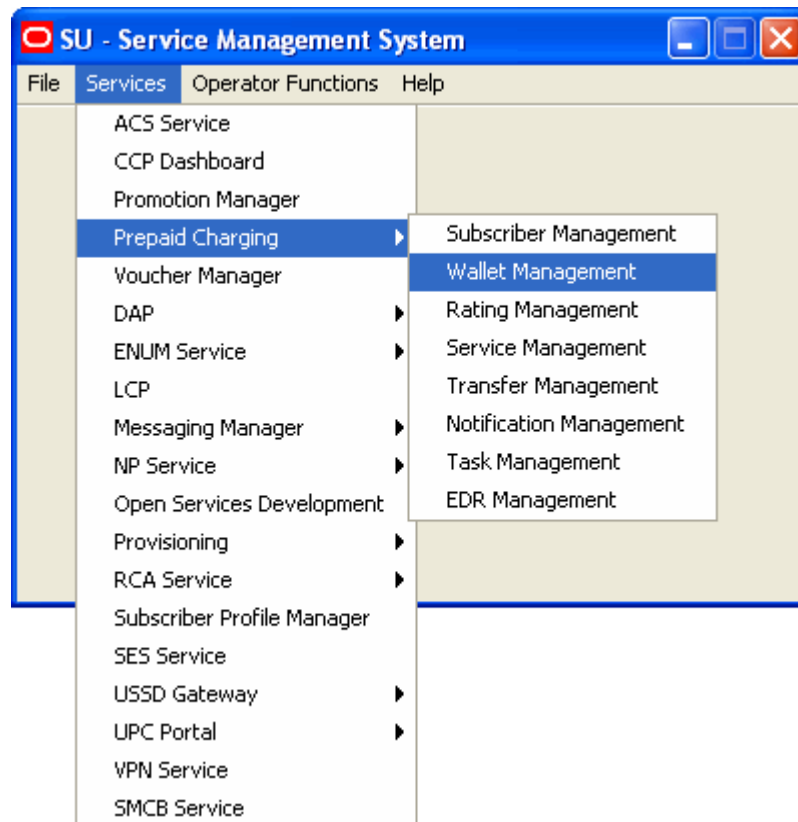 SU - Service Management System
File Services Operator Functions Help
ACS Service
CCP Dashboard
Promotion Manager
Prepaid Charging
Voucher Manager
DAP
ENUM Service
LCP
Messaging Manager
NP Service
Open Services Development
Provisioning
RCA Service
Subscriber Profile Manager
SES Service
USSD Gateway
UPC Portal
VPN Service
SMCB Service
Subscriber Management
Wallet Management
Rating Management
Service Management
Transfer Management
Notification Management
Task Management
EDR Management